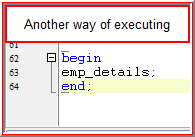 Another way of executing
61
62 begin
63 emp_details;
64 end;